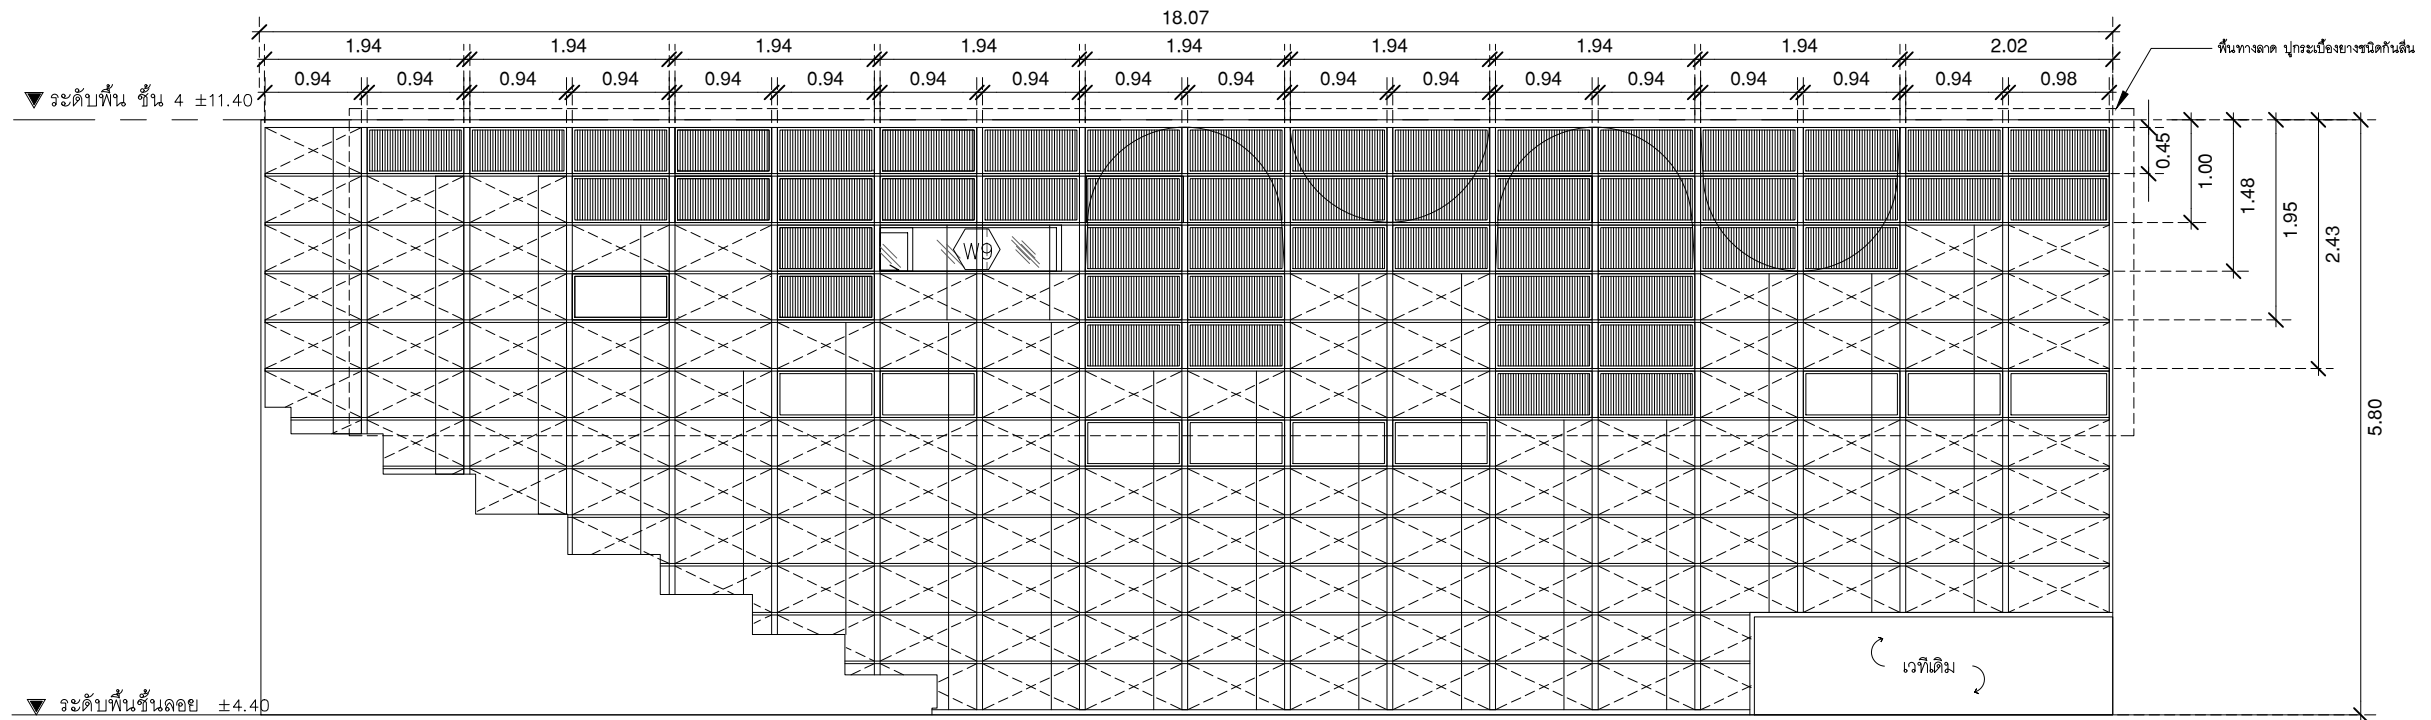 18.07
1.94 1.94 1.94 1.94 1.94 1.94 1.94 1.94 2.02
พื้นทางลาด ปูกระเบื้องยางชนิดกันลื่น
0.94 0.94 0.94 0.94 0.94 0.94 0.94 0.94 0.94 0.94 0.94 0.94 0.94 0.94 0.94 0.94 0.94 0.98
ระดับพื้น ชั้น 4 ±11.40
0.45
1.00
1.48
1.95
2.43
5.80
W9
เวทีเดิม
ระดับพื้นชั้นลอย ±4.40